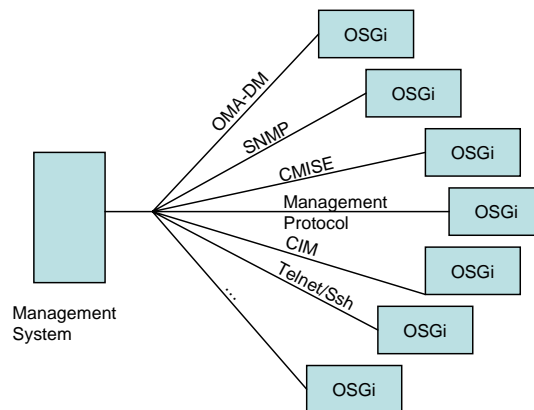 OSGi
OMA-DM
OSGi
SNMP
OSGi
CMISE
Management
Protocol
OSGi
CIM
OSGi
Telnet/Ssh
OSGi
...
OSGi
Management
System